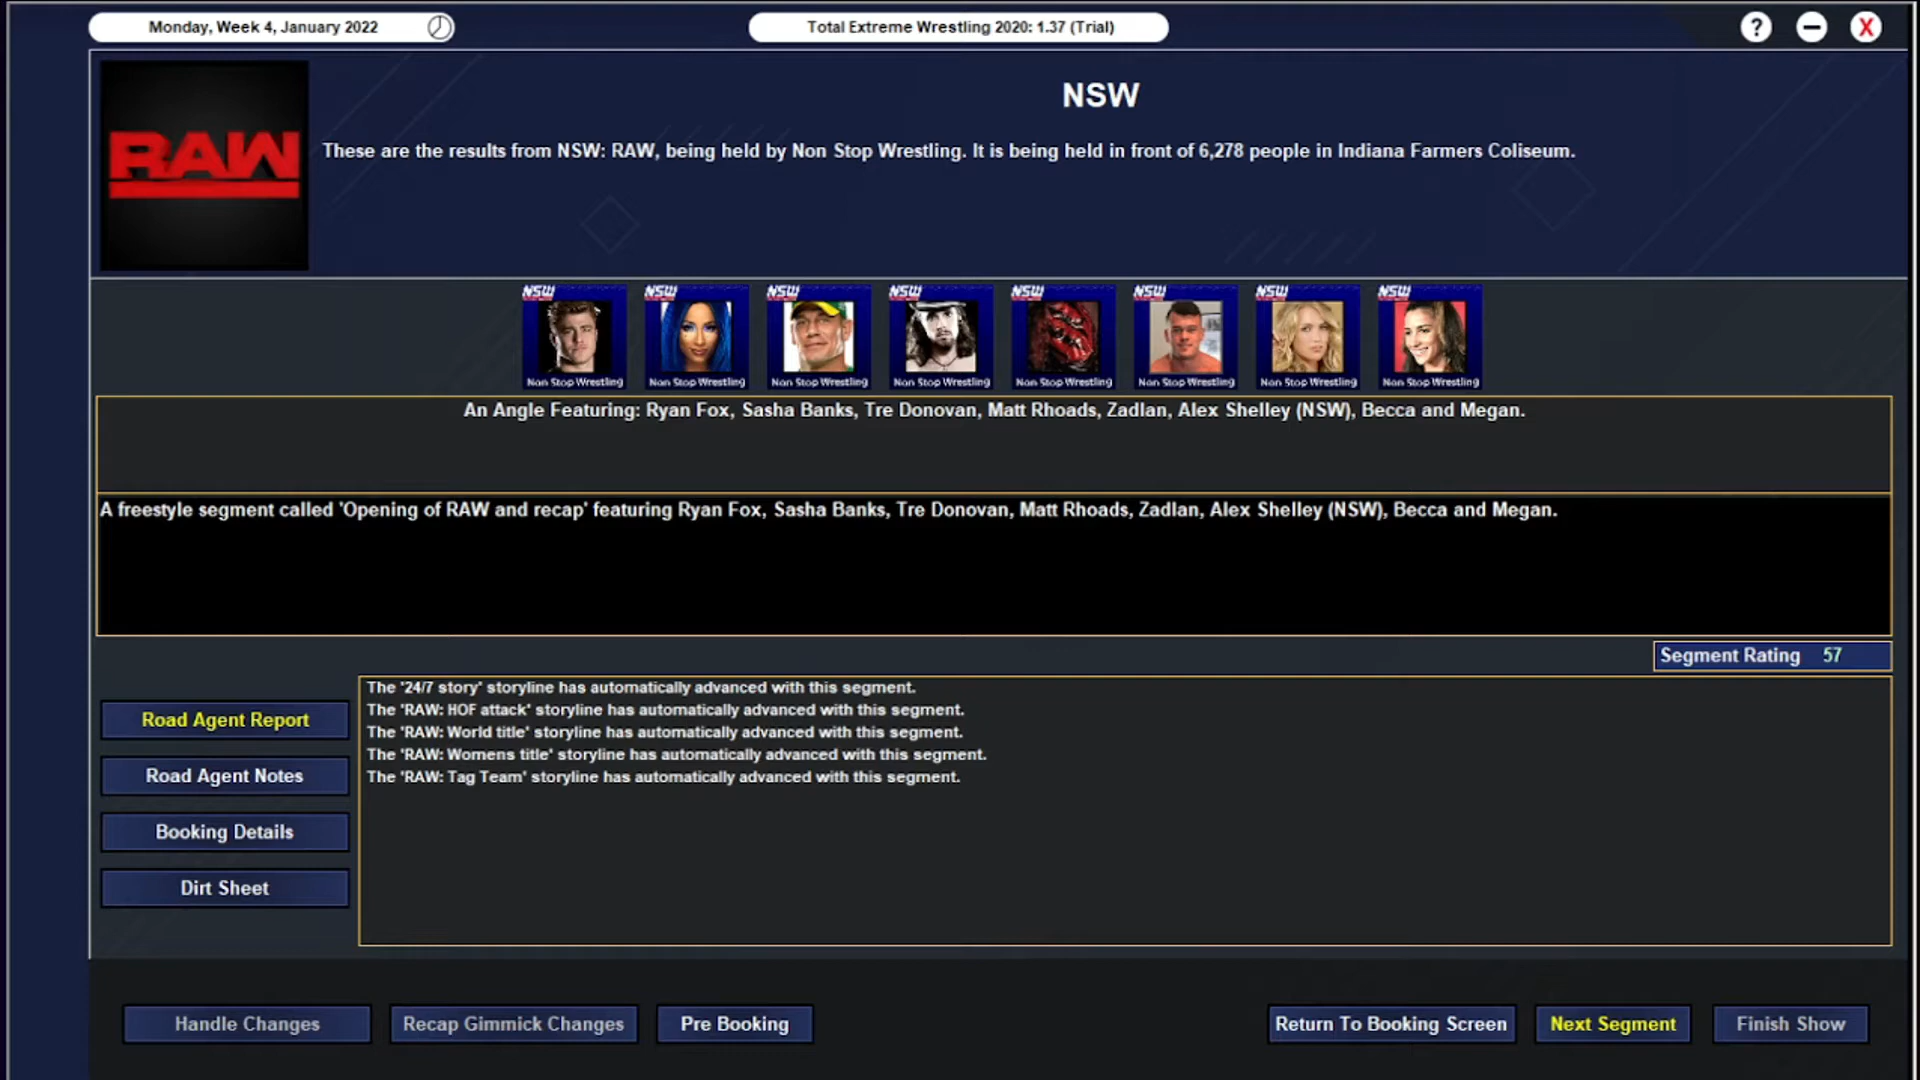 Monday, Week 4, January 2022
Total Extreme Wrestling 2020: 1.37 (Trial)
?
X
RAW
NSW
These are the results from NSW: RAW, being held by Non Stop Wrestling. It is being held in front of 6,278 people in Indiana Farmers Coliseum.
NSW NSW NSW NSW NSW NSW NSW NSW
Non Stop Wrestling Non Stop Wrestling Non Stop Wrestling Non Stop Wrestling Non Stop Wrestling Non Stop Wrestling Non Stop Wrestling Non Stop Wrestling
An Angle Featuring: Ryan Fox, Sasha Banks, Tre Donovan, Matt Rhoads, Zadlan, Alex Shelley (NSW), Becca and Megan.
A freestyle segment called 'Opening of RAW and recap' featuring Ryan Fox, Sasha Banks, Tre Donovan, Matt Rhoads, Zadlan, Alex Shelley (NSW), Becca and Megan.
Segment Rating 57
Road Agent Report
Road Agent Notes
Booking Details
Dirt Sheet
The '24/7 story' storyline has automatically advanced with this segment.
The 'RAW: HOF attack' storyline has automatically advanced with this segment.
The 'RAW: World title' storyline has automatically advanced with this segment.
The 'RAW: Womens title' storyline has automatically advanced with this segment.
The 'RAW: Tag Team' storyline has automatically advanced with this segment.
Handle Changes
Recap Gimmick Changes
Pre Booking
Return To Booking Screen
Next Segment
Finish Show